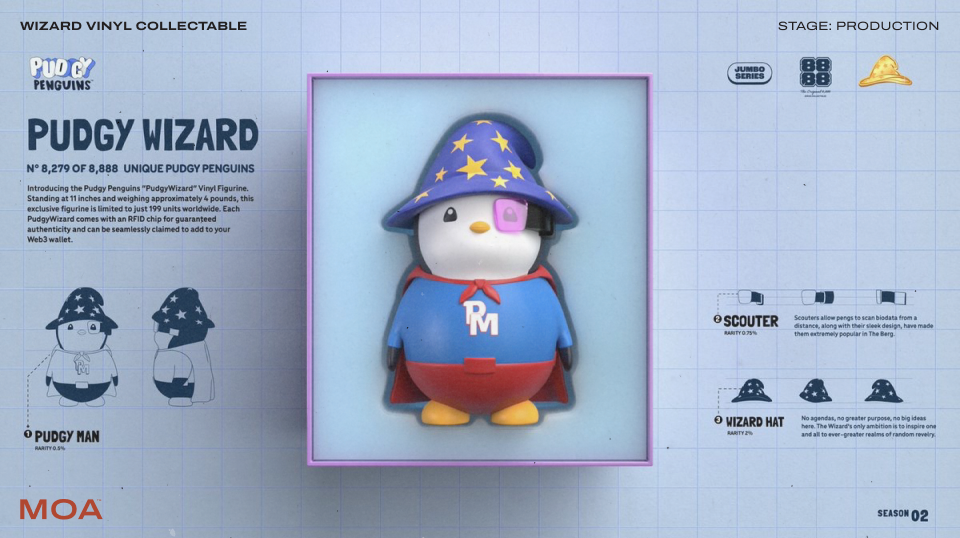 WIZARD VINYL COLLECTABLE
STAGE: PRODUCTION
PUDGY
PENGUINS
JUMBO
SERIES
88
88
PUDGY WIZARD
Nº 8,279 OF 8,888 UNIQUE PUDGY PENGUINS
Introducing the Pudgy Penguins "PudgyWizard" Vinyl Figurine.
Standing at 11 inches and weighing approximately 4 pounds, this
exclusive figurine is limited to just 199 units worldwide. Each
PudgyWizard comes with an RFID chip for guaranteed
authenticity and can be seamlessly claimed to add to your
Web3 wallet.
PM
PM
1 PUDGY MAN
RARITY 0.5%
2 SCOUTER
RARITY 0.75%
Scouters allow pengs to scan biodata from a
distance, along with their sleek design, have made
them extremely popular in The Berg.
3 WIZARD HAT
RARITY 2%
No agendas, no greater purpose, no big ideas
here. The Wizard's only ambition is to inspire one
and all to ever-greater realms of random revelry.
MOA
SEASON 02